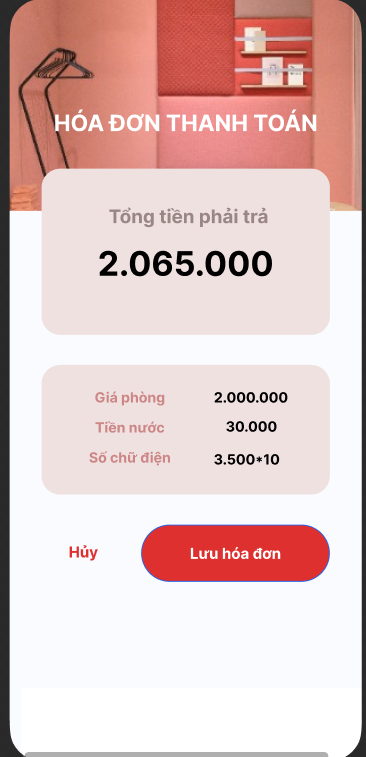 HÓA ĐƠN THANH TOÁN
Tổng tiền phải trả
2.065.000
Giá phòng 2.000.000
Tiền nước 30.000
Số chữ điện 3.500*10
Hủy Lưu hóa đơn